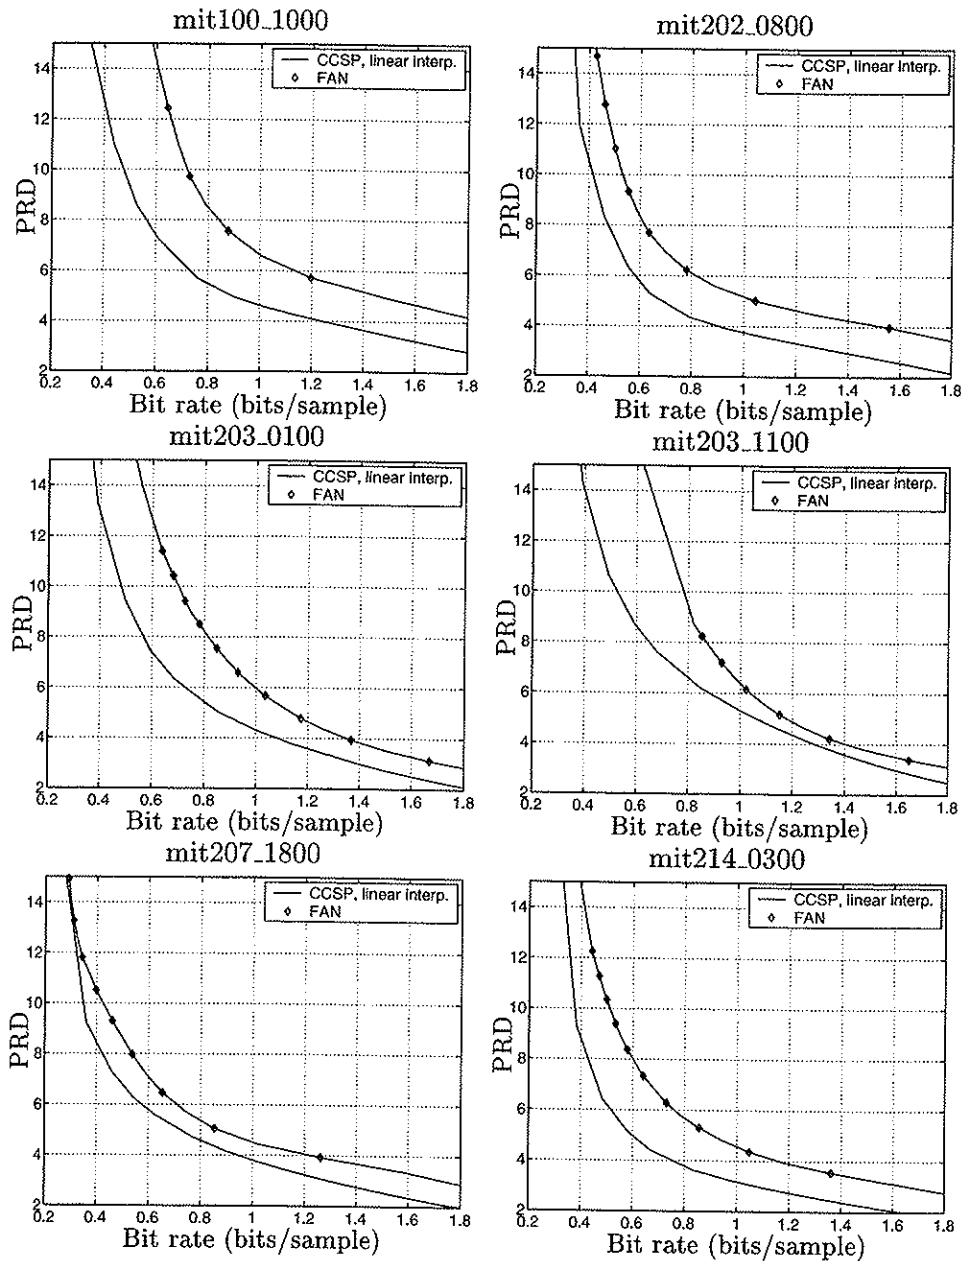 mit100_1000
14
12
10
8
6
4
2
PRD
CCSP, linear interp.
FAN
0.2 0.4 0.6 0.8 1 1.2 1.4 1.6 1.8
Bit rate (bits/sample)
mit202_0800
14
12
10
8
6
4
2
PRD
CCSP, linear interp.
FAN
0.2 0.4 0.6 0.8 1 1.2 1.4 1.6 1.8
Bit rate (bits/sample)
mit203_0100
14
12
10
8
6
4
2
PRD
CCSP, linear interp.
FAN
0.2 0.4 0.6 0.8 1 1.2 1.4 1.6 1.8
Bit rate (bits/sample)
mit203_1100
14
12
10
8
6
4
2
PRD
CCSP, linear interp.
FAN
0.2 0.4 0.6 0.8 1 1.2 1.4 1.6 1.8
Bit rate (bits/sample)
mit207_1800
14
12
10
8
6
4
2
PRD
CCSP, linear interp.
FAN
0.2 0.4 0.6 0.8 1 1.2 1.4 1.6 1.8
Bit rate (bits/sample)
mit214_0300
14
12
10
8
6
4
2
PRD
CCSP, linear interp.
FAN
0.2 0.4 0.6 0.8 1 1.2 1.4 1.6 1.8
Bit rate (bits/sample)